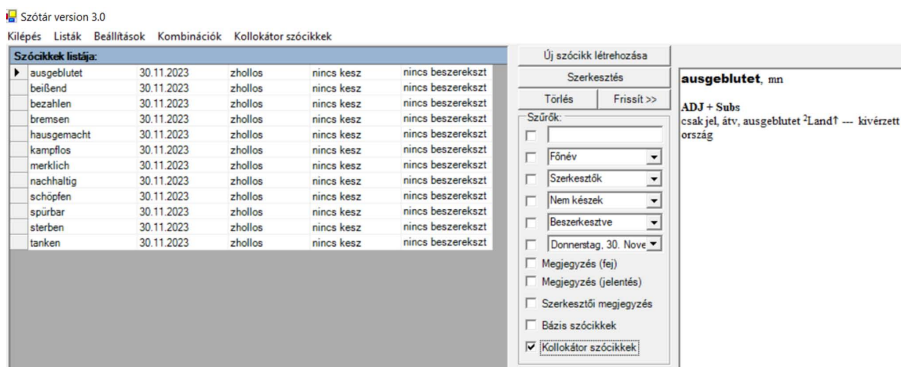 Szótár version 3.0
Kilépés Listák Beállítások Kombinációk Kollokátor szócikkek
Szócikkek listája:
ausgeblutet 30.11.2023 zhollos nincs kesz nincs beszerekszt
beißend 30.11.2023 zhollos nincs kesz nincs beszerekszt
bezahlen 30.11.2023 zhollos nincs kesz nincs beszerekszt
bremsen 30.11.2023 zhollos nincs kesz nincs beszerekszt
hausgemacht 30.11.2023 zhollos nincs kesz nincs beszerekszt
kampflos 30.11.2023 zhollos nincs kesz nincs beszerekszt
merklich 30.11.2023 zhollos nincs kesz nincs beszerekszt
nachhaltig 30.11.2023 zhollos nincs kesz nincs beszerekszt
schöpfen 30.11.2023 zhollos nincs kesz nincs beszerekszt
spürbar 30.11.2023 zhollos nincs kesz nincs beszerekszt
sterben 30.11.2023 zhollos nincs kesz nincs beszerekszt
tanken 30.11.2023 zhollos nincs kesz nincs beszerekszt
Új szócikk létrehozása
Szerkesztés
Törlés Frissít >>
Szűrők:
Főnév
Szerkesztők
Nem készek
Beszerkesztve
Donnerstag, 30. Nove
Megjegyzés (fej)
Megjegyzés (jelentés)
Szerkesztői megjegyzés
Bázis szócikkek
Kollokátor szócikkek
ausgeblutet, mn
ADJ + Subs
csak jel, átv, ausgeblutet ²Land↑ --- kivérzett
ország